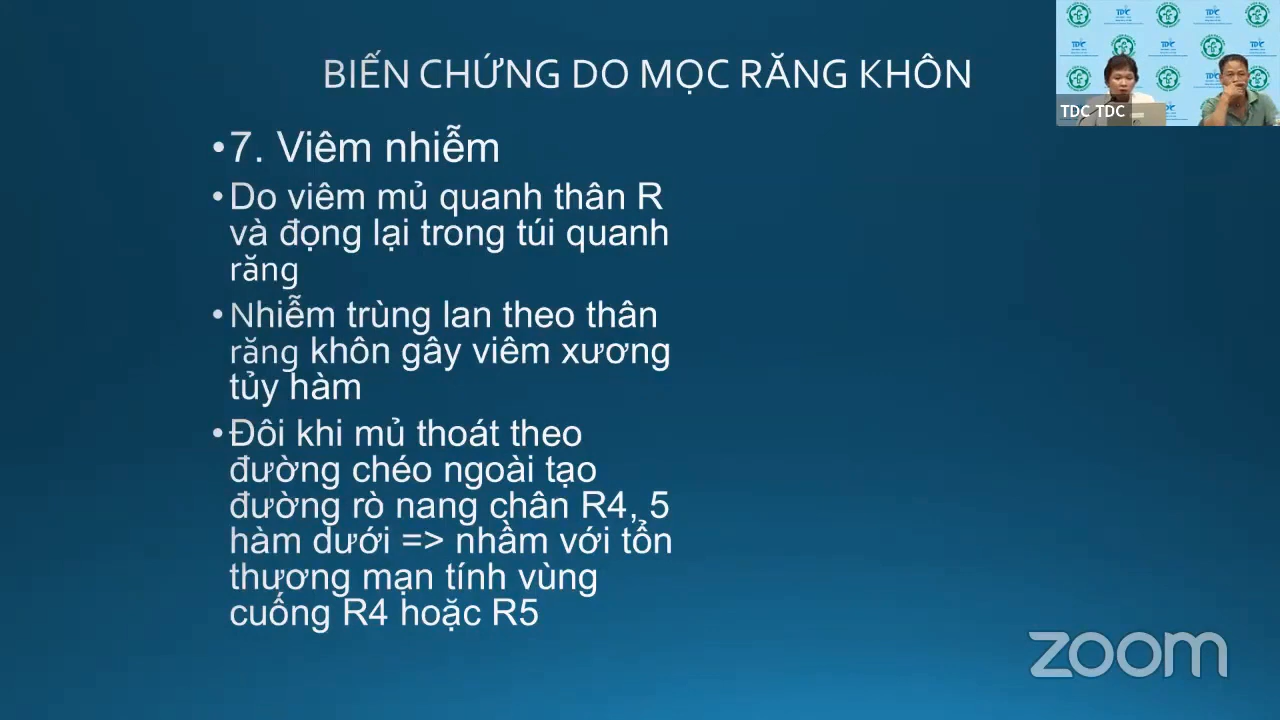 BIẾN CHỨNG DO MỌC RĂNG KHÔN
•7. Viêm nhiễm
•Do viêm mủ quanh thân R
và đọng lại trong túi quanh
răng
•Nhiễm trùng lan theo thân
răng khôn gây viêm xương
tủy hàm
•Đôi khi mủ thoát theo
đường chéo ngoài tạo
đường rò nang chân R4, 5
hàm dưới => nhầm với tổn
thương mạn tính vùng
cuống R4 hoặc R5
TDC TDC
zoom